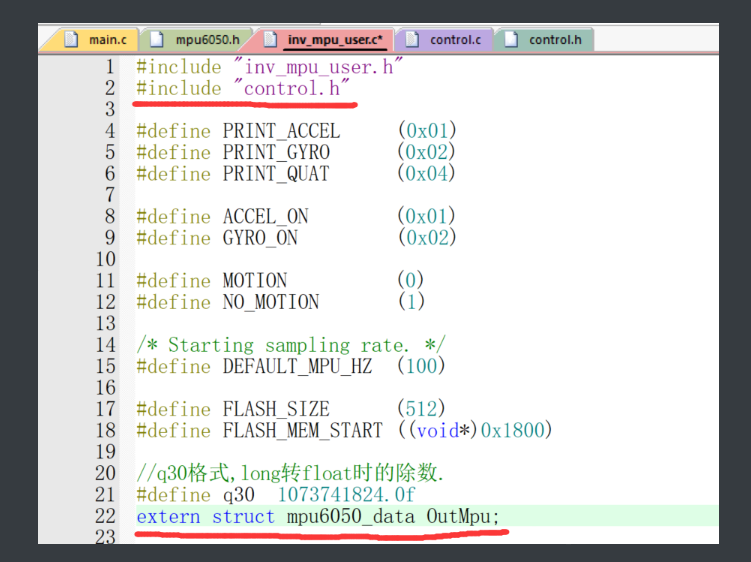 main.c mpu6050.h inv_mpu_user.c* control.c control.h
1 #include "inv_mpu_user.h"
2 #include "control.h"
3
4 #define PRINT_ACCEL (0x01)
5 #define PRINT_GYRO (0x02)
6 #define PRINT_QUAT (0x04)
7
8 #define ACCEL_ON (0x01)
9 #define GYRO_ON (0x02)
10
11 #define MOTION (0)
12 #define NO_MOTION (1)
13
14 /* Starting sampling rate. */
15 #define DEFAULT_MPU_HZ (100)
16
17 #define FLASH_SIZE (512)
18 #define FLASH_MEM_START ((void*)0x1800)
19
20 //q30格式,long转float时的除数.
21 #define q30 1073741824.0f
22 extern struct mpu6050_data OutMpu;
23